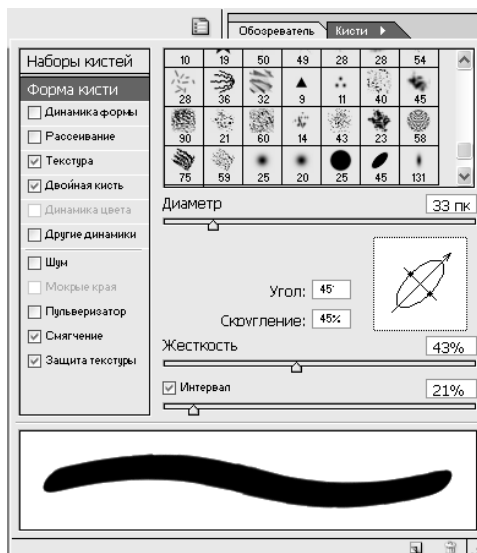 Обозреватель Кисти
Наборы кистей
Форма кисти
Динамика формы
Рассеивание
Текстура
Двойная кисть
Динамика цвета
Другие динамики
Шум
Мокрые края
Пульверизатор
Смягчение
Защита текстуры
10 19 50 49 28 28 54
28 36 32 9 11 40 45
90 21 60 14 43 23 58
75 59 25 20 25 45 131
Диаметр 33 пк
Угол: 45°
Скругление: 45%
Жесткость 43%
Интервал 21%